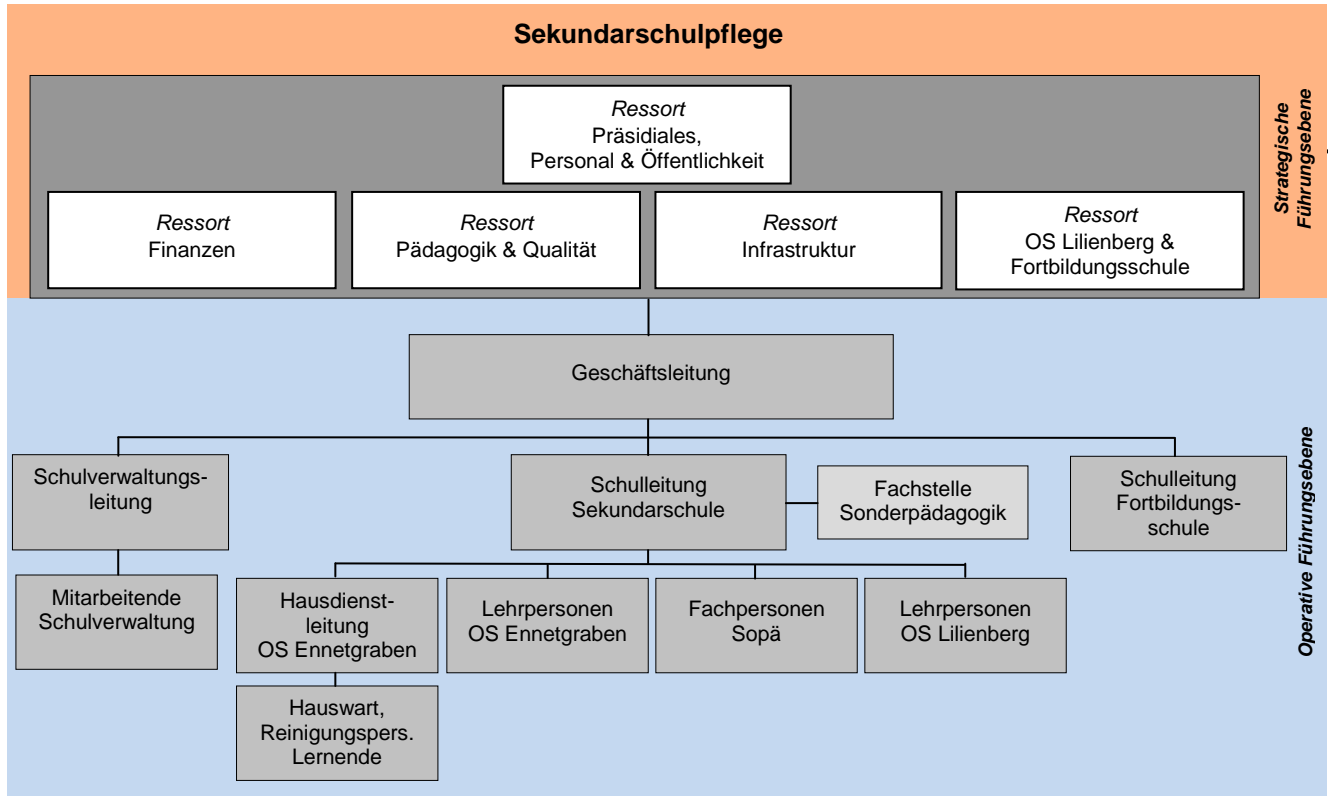 Sekundarschulpflege
Ressort
Präsidiales,
Personal & Öffentlichkeit
Ressort
Finanzen
Ressort
Pädagogik & Qualität
Ressort
Infrastruktur
Ressort
OS Lilienberg &
Fortbildungsschule
Strategische
Führungsebene
Geschäftsleitung
Schulverwaltungs-
leitung
Schulleitung
Sekundarschule
Fachstelle
Sonderpädagogik
Schulleitung
Fortbildungs-
schule
Mitarbeitende
Schulverwaltung
Hausdienst-
leitung
OS Ennetgraben
Lehrpersonen
OS Ennetgraben
Fachpersonen
Sopä
Lehrpersonen
OS Lilienberg
Hauswart,
Reinigungspers.
Lernende
Operative Führungsebene